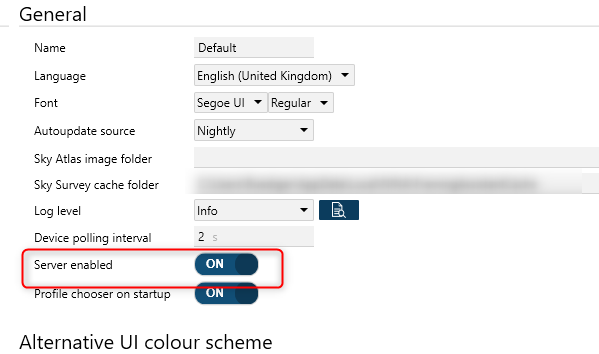 General
Name Default
Language English (United Kingdom)
Font Segoe UI Regular
Autoupdate source Nightly
Sky Atlas image folder
Sky Survey cache folder
Log level Info
Device polling interval 2 s
Server enabled ON
Profile chooser on startup ON
Alternative UI colour scheme